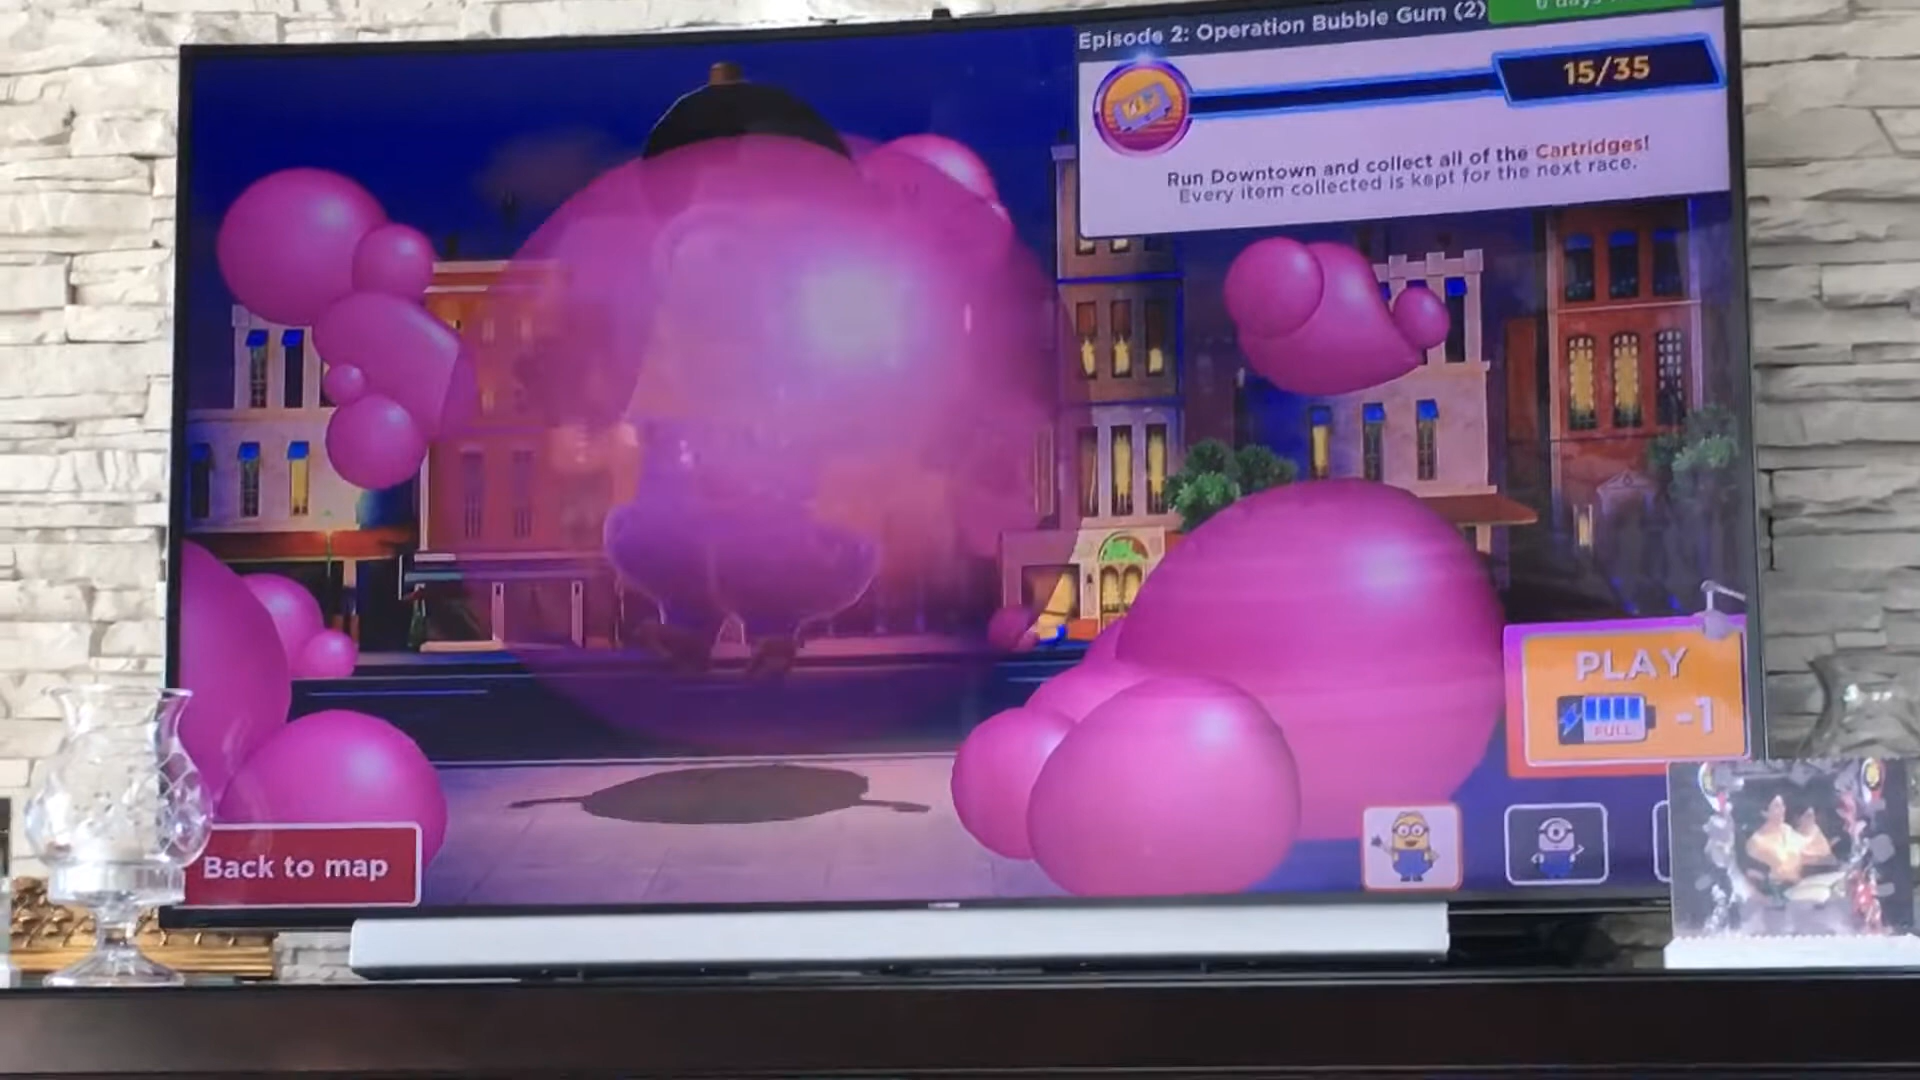 Episode 2: Operation Bubble Gum (2)
15/35
Run Downtown and collect all of the Cartridges!
Every item collected is kept for the next race.
PLAY
FULL
-1
Back to map